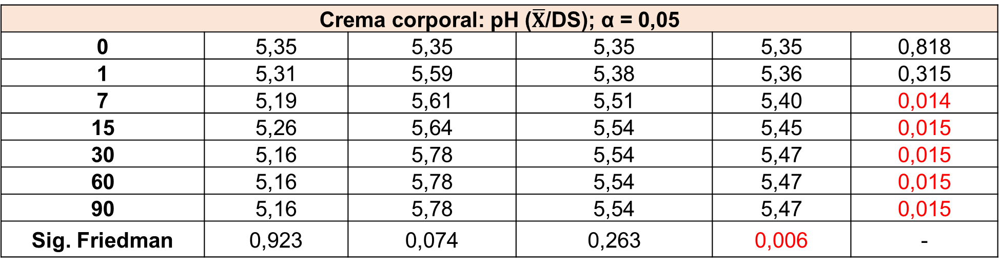 Crema corporal: pH (X̅/DS); α = 0,05
0 5,35 5,35 5,35 5,35 0,818
1 5,31 5,59 5,38 5,36 0,315
7 5,19 5,61 5,51 5,40 0,014
15 5,26 5,64 5,54 5,45 0,015
30 5,16 5,78 5,54 5,47 0,015
60 5,16 5,78 5,54 5,47 0,015
90 5,16 5,78 5,54 5,47 0,015
Sig. Friedman 0,923 0,074 0,263 0,006 -